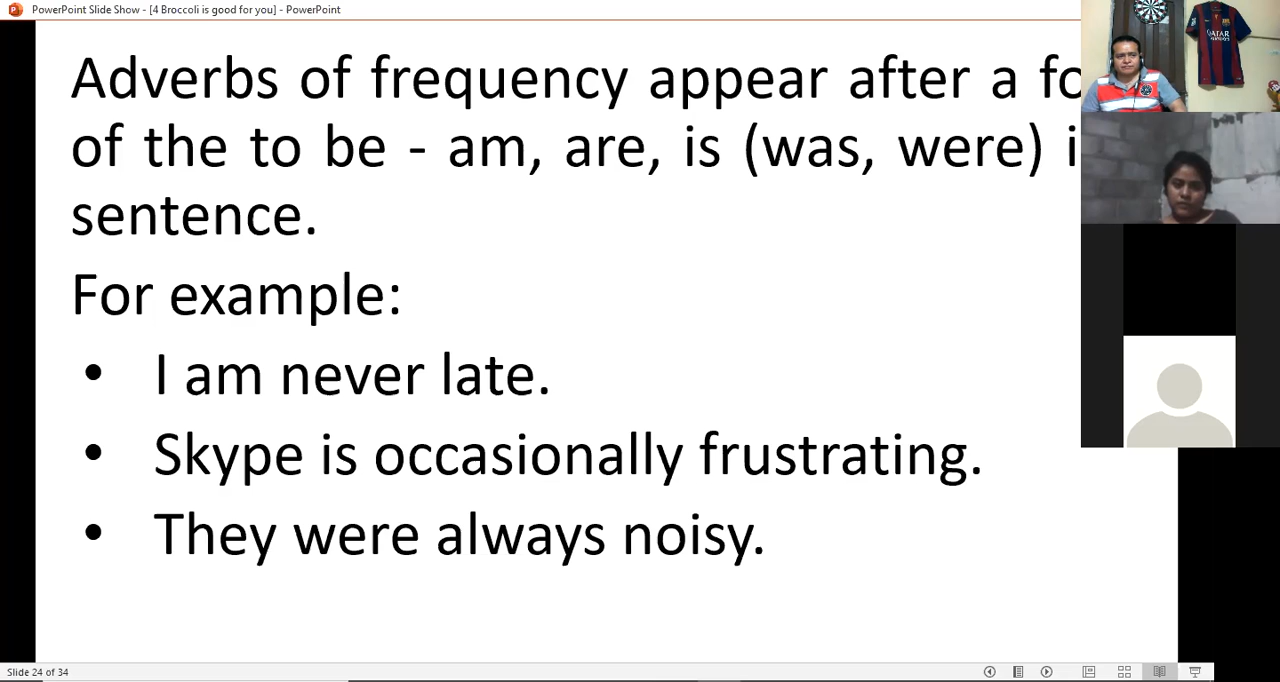 PowerPoint Slide Show - [4 Broccoli is good for you] - PowerPoint
Adverbs of frequency appear after a
of the to be - am, are, is (was, were)
sentence.
For example:
• I am never late.
• Skype is occasionally frustrating.
• They were always noisy.
QATAR
Slide 24 of 34